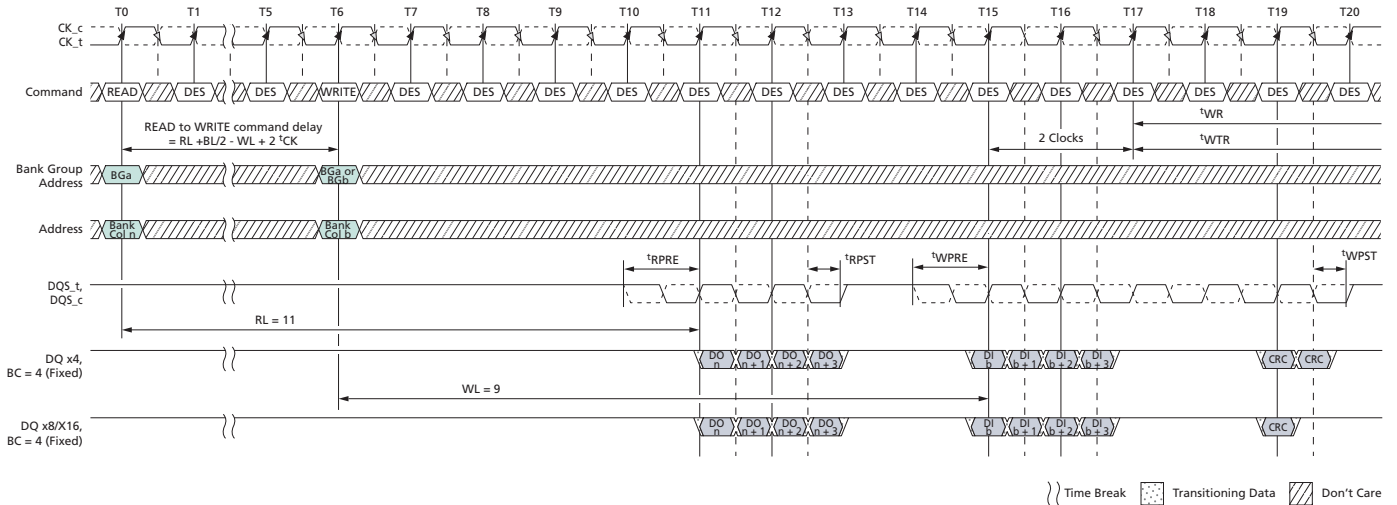 T0 T1 T5 T6 T7 T8 T9 T10 T11 T12 T13 T14 T15 T16 T17 T18 T19 T20
CK_c
CK_t
Command READ DES DES WRITE DES DES DES DES DES DES DES DES DES DES DES DES DES DES
READ to WRITE command delay
= RL +BL/2 - WL + 2 tCK
tWR
2 Clocks
tWTR
Bank Group
Address
BGa
BGa or
BGb
Address
Bank
Col n
Bank
Col b
tRPRE tRPST tWPRE tWPST
DQS_t,
DQS_c
RL = 11
DQ x4,
BC = 4 (Fixed)
DO
n
DO
n + 1
DO
n + 2
DO
n + 3
DI
b
DI
b + 1
DI
b + 2
DI
b + 3
CRC CRC
WL = 9
DQ x8/X16,
BC = 4 (Fixed)
DO
n
DO
n + 1
DO
n + 2
DO
n + 3
DI
b
DI
b + 1
DI
b + 2
DI
b + 3
CRC
Time Break Transitioning Data Don't Care